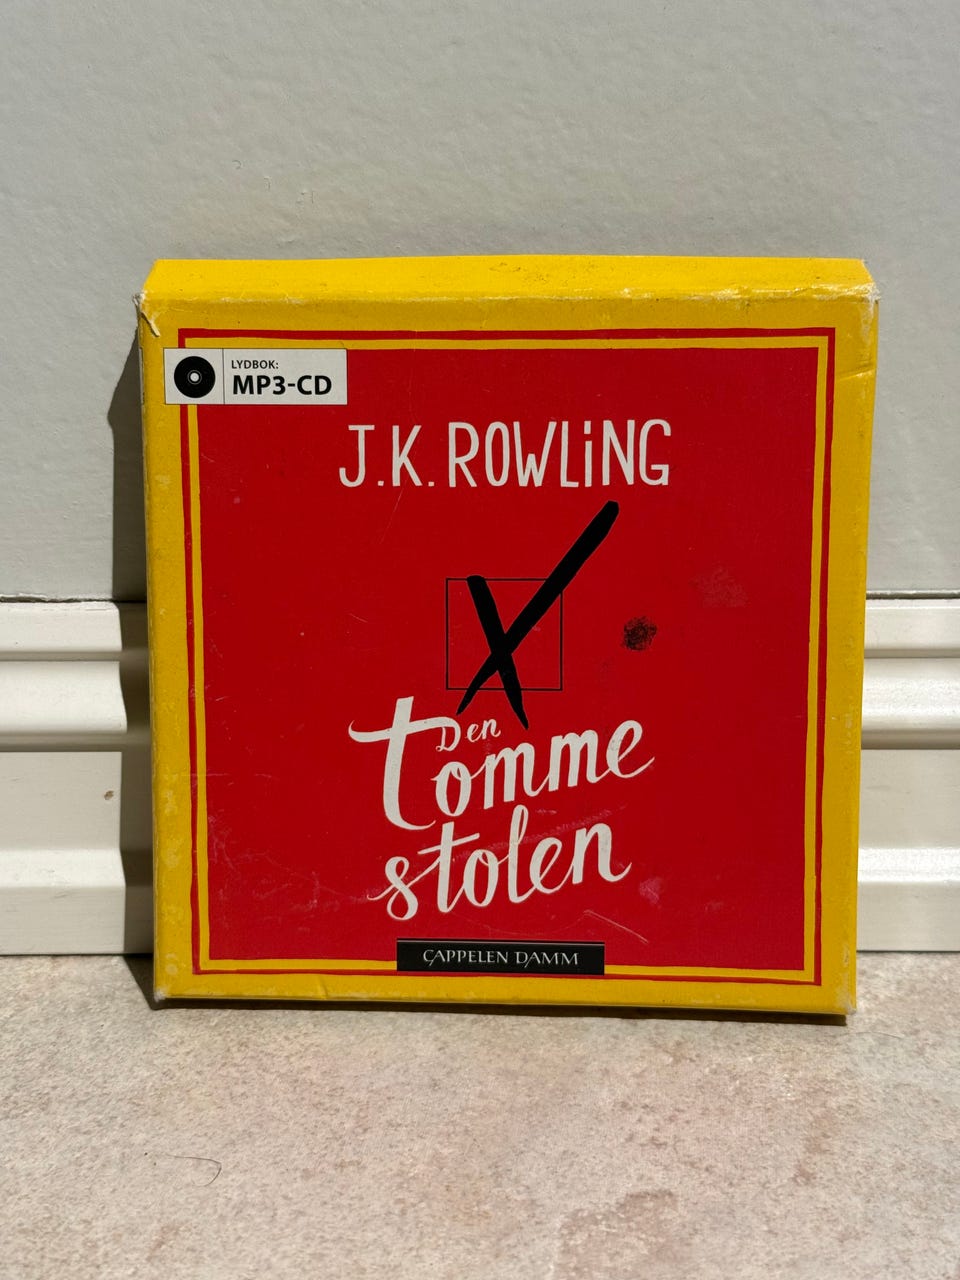 LYDBOK:
MP3-CD
J.K. ROWLiNG
Den
tomme
stolen
CAPPELEN DAMM